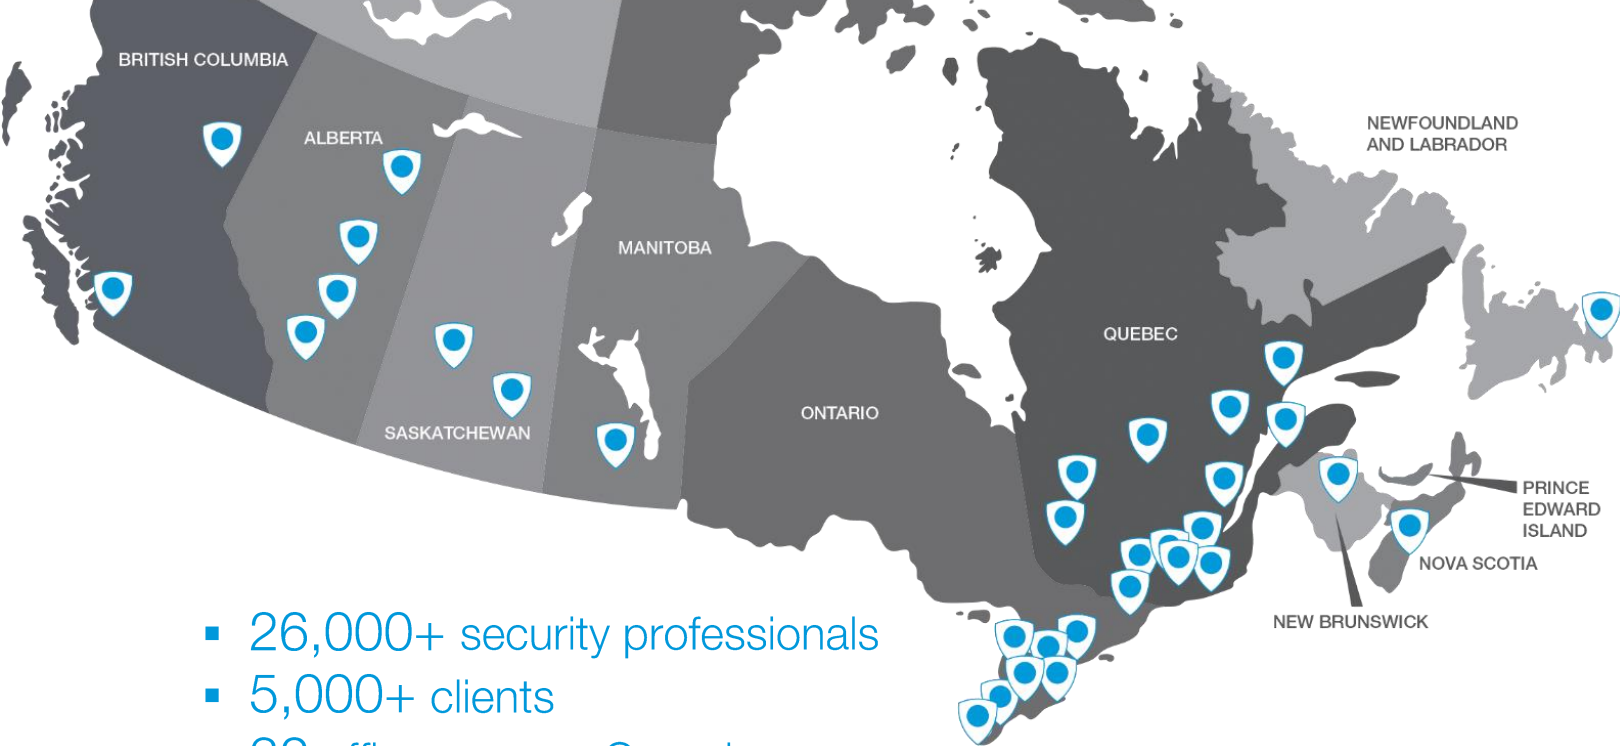 BRITISH COLUMBIA
ALBERTA
SASKATCHEWAN
MANITOBA
ONTARIO
QUEBEC
NEWFOUNDLAND
AND LABRADOR
PRINCE
EDWARD
ISLAND
NOVA SCOTIA
NEW BRUNSWICK
▪ 26,000+ security professionals
▪ 5,000+ clients